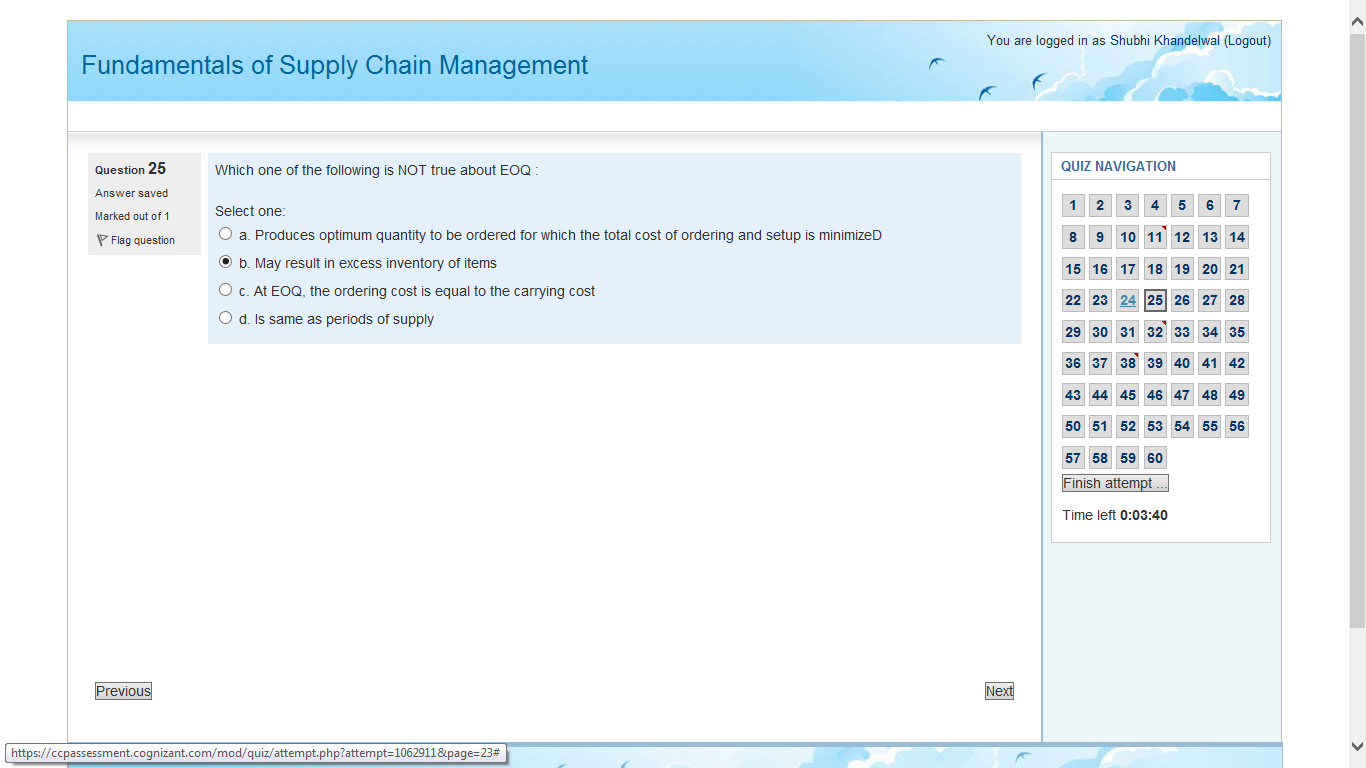 You are logged in as Shubhi Khandelwal (Logout)
Fundamentals of Supply Chain Management
Question 25
Answer saved
Marked out of 1
Flag question
Which one of the following is NOT true about EOQ :
Select one:
a. Produces optimum quantity to be ordered for which the total cost of ordering and setup is minimizeD
b. May result in excess inventory of items
c. At EOQ, the ordering cost is equal to the carrying cost
d. Is same as periods of supply
QUIZ NAVIGATION
1 2 3 4 5 6 7
8 9 10 11 12 13 14
15 16 17 18 19 20 21
22 23 24 25 26 27 28
29 30 31 32 33 34 35
36 37 38 39 40 41 42
43 44 45 46 47 48 49
50 51 52 53 54 55 56
57 58 59 60
Finish attempt ...
Time left 0:03:40
Previous
Next
https://ccpassessment.cognizant.com/mod/quiz/attempt.php?attempt=1062911&page=23#